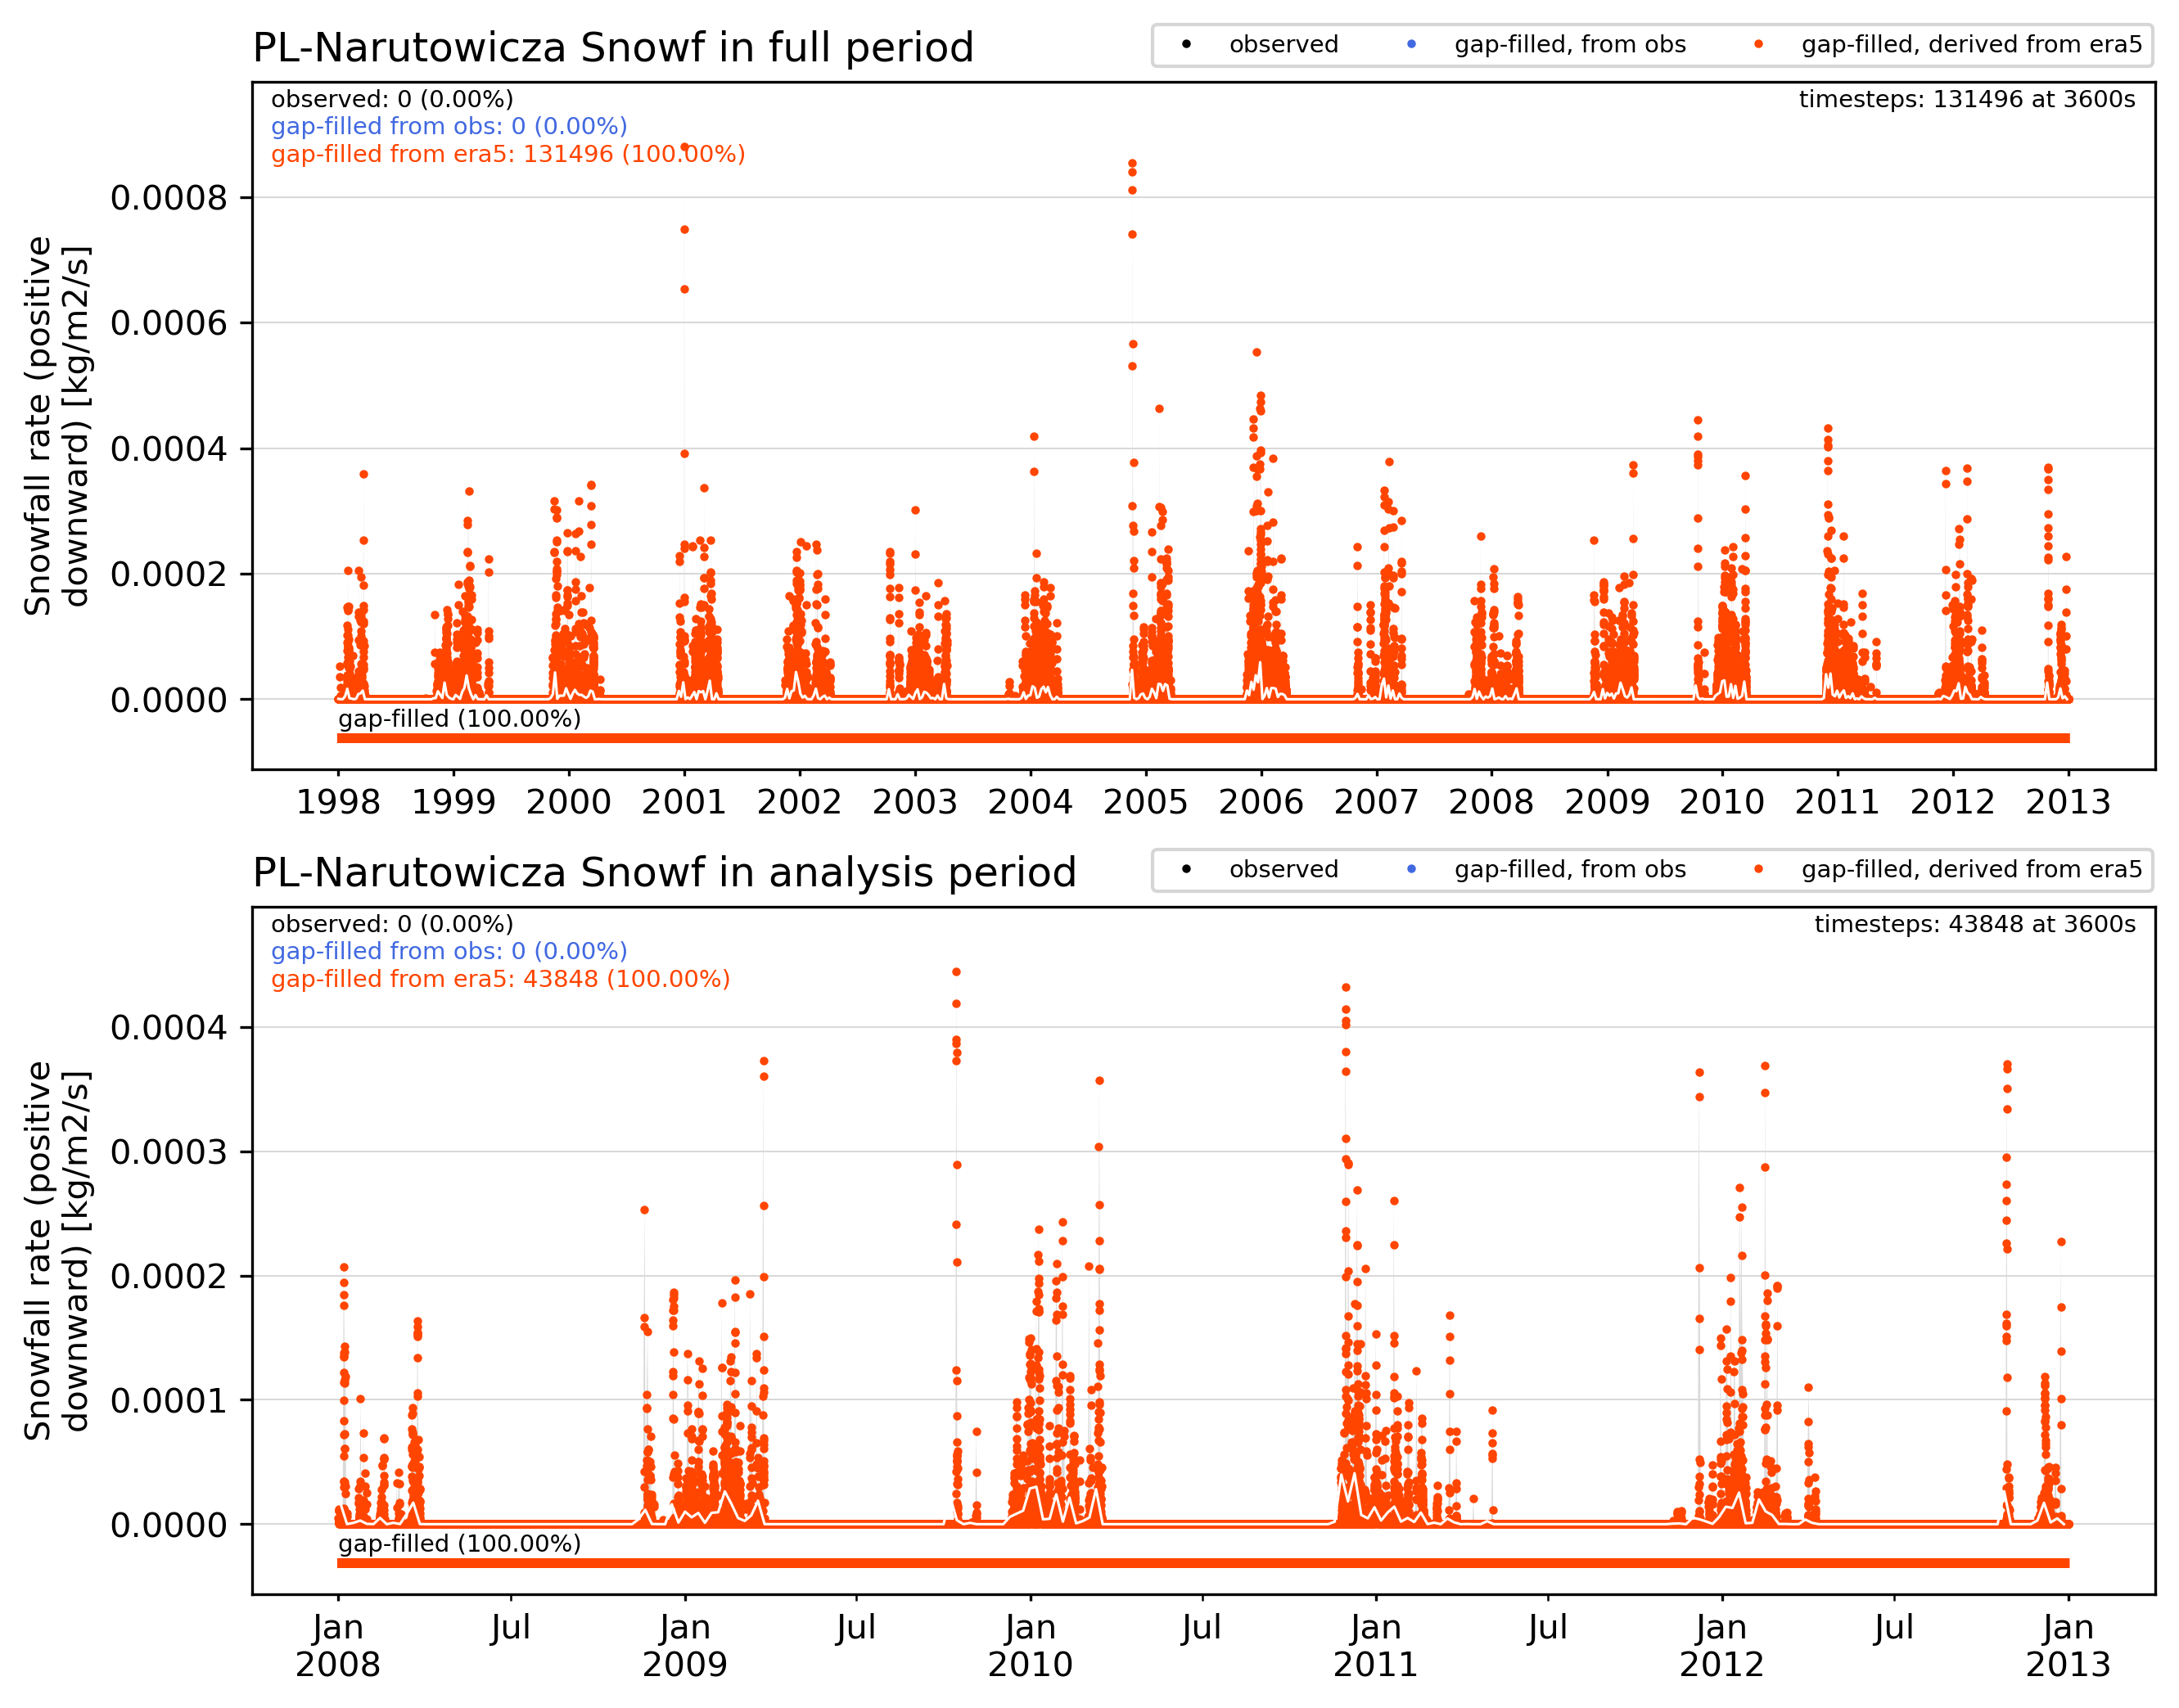 PL-Narutowicza Snowf in full period
observed
gap-filled, from obs
gap-filled, derived from era5
observed: 0 (0.00%)
timesteps: 131496 at 3600s
gap-filled from obs: 0 (0.00%)
gap-filled from era5: 131496 (100.00%)
Snowfall rate (positive
downward) [kg/m2/s]
0.0008
0.0006
0.0004
0.0002
0.0000
gap-filled (100.00%)
1998 1999 2000 2001 2002 2003 2004 2005 2006 2007 2008 2009 2010 2011 2012 2013
PL-Narutowicza Snowf in analysis period
observed
gap-filled, from obs
gap-filled, derived from era5
observed: 0 (0.00%)
timesteps: 43848 at 3600s
gap-filled from obs: 0 (0.00%)
gap-filled from era5: 43848 (100.00%)
Snowfall rate (positive
downward) [kg/m2/s]
0.0004
0.0003
0.0002
0.0001
0.0000
gap-filled (100.00%)
Jan Jul Jan Jul Jan Jul Jan Jul Jan Jul Jan
2008 2009 2010 2011 2012 2013